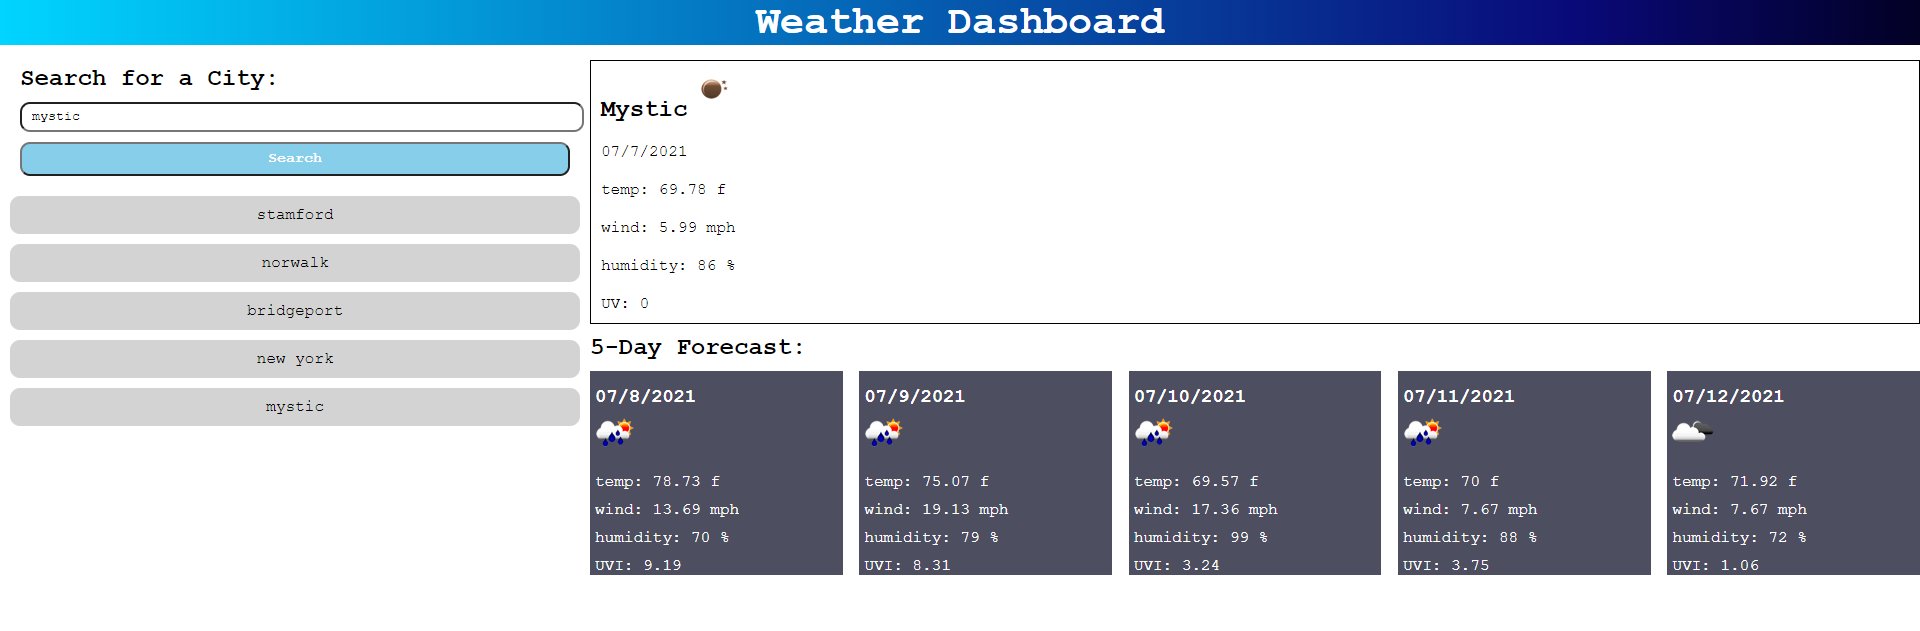 Weather Dashboard
Search for a City:
mystic
Search
stamford
norwalk
bridgeport
new york
mystic
Mystic
07/7/2021
temp: 69.78 f
wind: 5.99 mph
humidity: 86 %
UV: 0
5-Day Forecast:
07/8/2021
temp: 78.73 f
wind: 13.69 mph
humidity: 70 %
UVI: 9.19
07/9/2021
temp: 75.07 f
wind: 19.13 mph
humidity: 79 %
UVI: 8.31
07/10/2021
temp: 69.57 f
wind: 17.36 mph
humidity: 99 %
UVI: 3.24
07/11/2021
temp: 70 f
wind: 7.67 mph
humidity: 88 %
UVI: 3.75
07/12/2021
temp: 71.92 f
wind: 7.67 mph
humidity: 72 %
UVI: 1.06